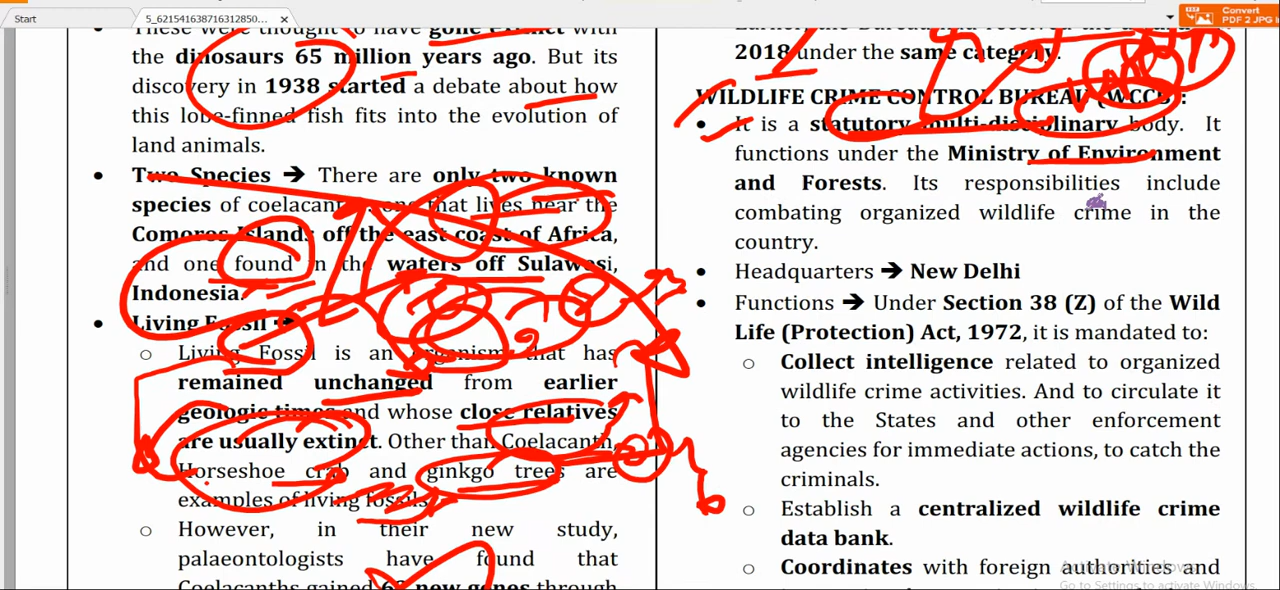 Start
5_621541638716312850...
Convert
PDF 2 JPG
These were thought to have gone extinct with
the dinosaurs 65 million years ago. But its
discovery in 1938 started a debate about how
this lobe-finned fish fits into the evolution of
land animals.
• Two Species ➔ There are only two known
species of coelacanth: one that lives near the
Comoros Islands off the east coast of Africa,
and one found in the waters off Sulawesi,
Indonesia.
• Living Fossil ➔
o Living Fossil is an organism that has
remained unchanged from earlier
geologic times and whose close relatives
are usually extinct. Other than Coelacanth,
Horseshoe crab and ginkgo trees are
examples of living fossils.
o However, in their new study,
palaeontologists have found that
Coelacanths gained 62 new genes through
2018 under the same category.
WILDLIFE CRIME CONTROL BUREAU (WCCB):
• It is a statutory multi-disciplinary body. It
functions under the Ministry of Environment
and Forests. Its responsibilities include
combating organized wildlife crime in the
country.
• Headquarters ➔ New Delhi
• Functions ➔ Under Section 38 (Z) of the Wild
Life (Protection) Act, 1972, it is mandated to:
o Collect intelligence related to organized
wildlife crime activities. And to circulate it
to the States and other enforcement
agencies for immediate actions, to catch the
criminals.
o Establish a centralized wildlife crime
data bank.
o Coordinates with foreign authorities and
Activate Windows
Go to Settings to activate Windows.